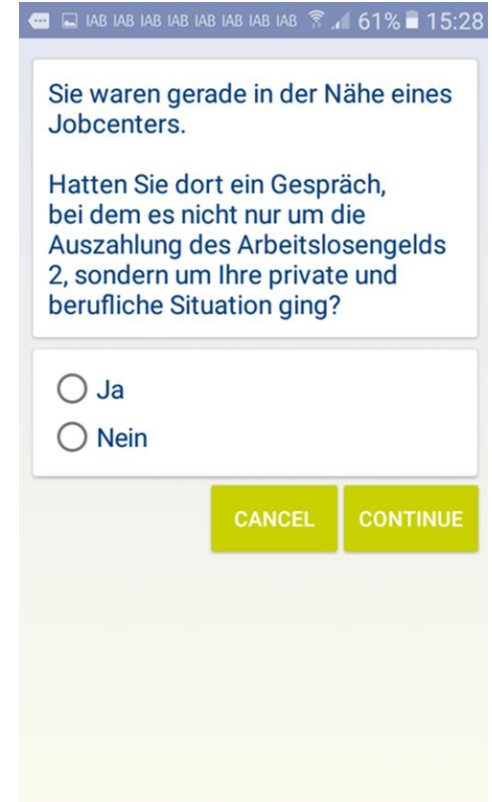 IAB IAB IAB IAB IAB IAB IAB IAB 61% 15:28
Sie waren gerade in der Nähe eines
Jobcenters.
Hatten Sie dort ein Gespräch,
bei dem es nicht nur um die
Auszahlung des Arbeitslosengelds
2, sondern um Ihre private und
berufliche Situation ging?
Ja
Nein
CANCEL CONTINUE